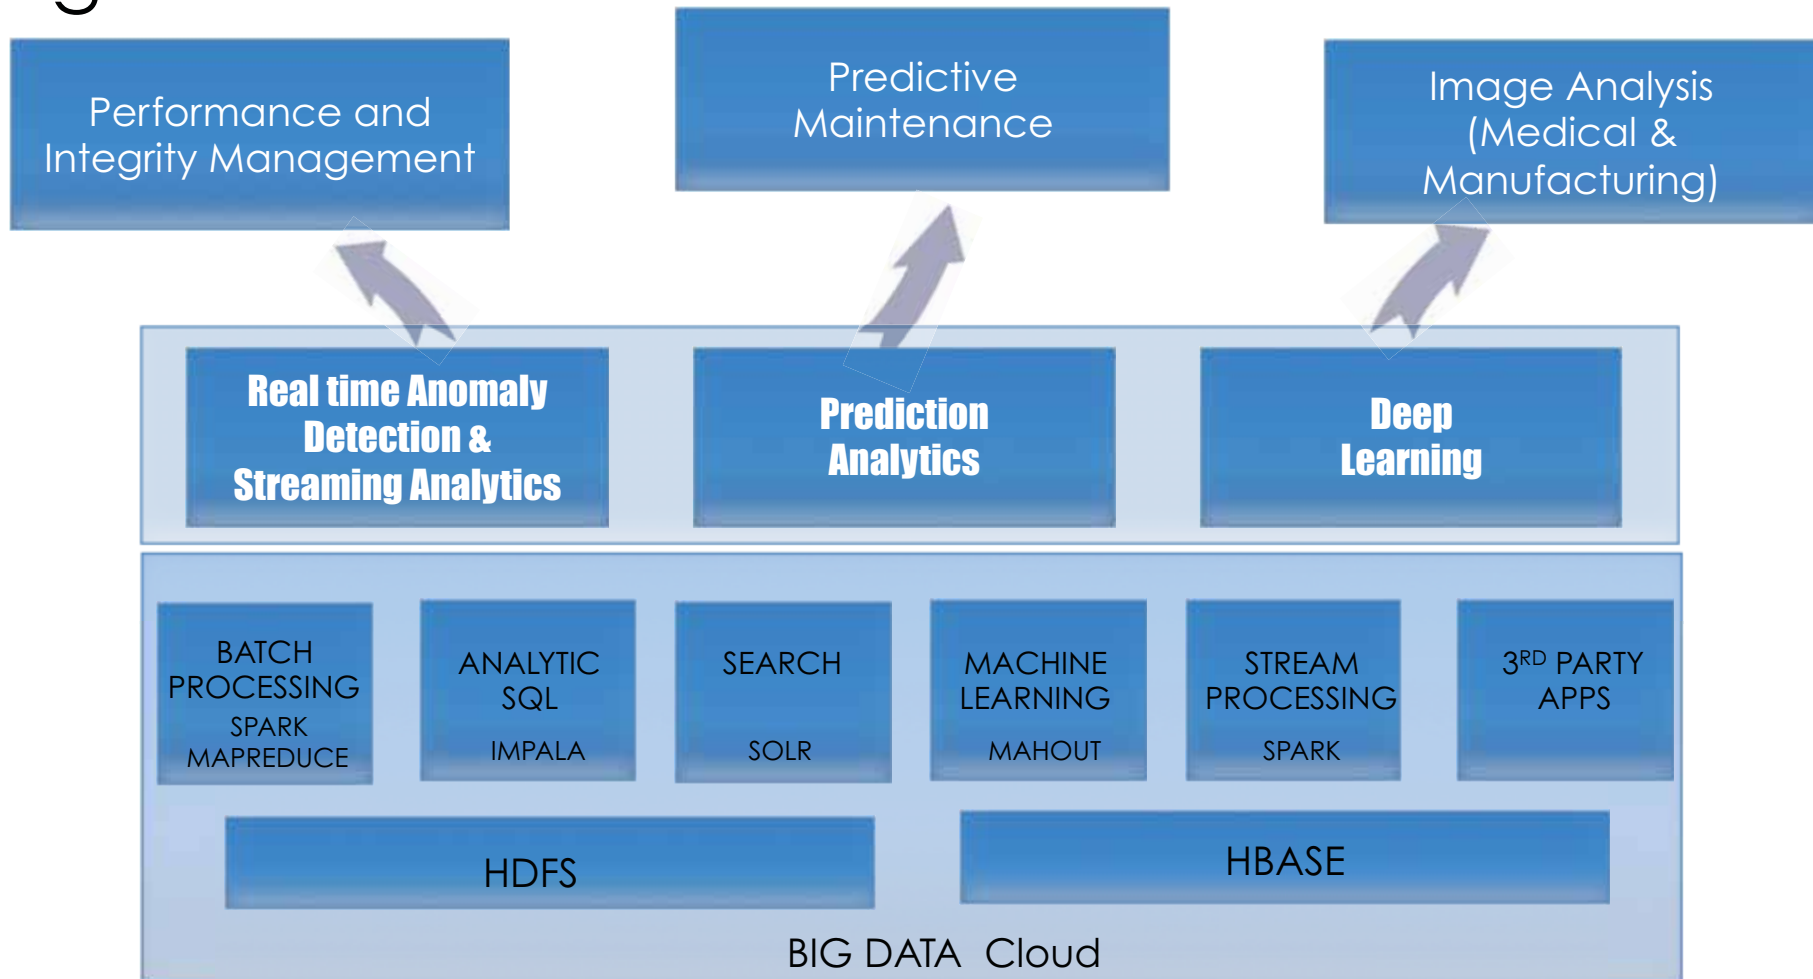 Predictive
Maintenance
Performance and
Integrity Management
Image Analysis
(Medical &
Manufacturing)
Real time Anomaly
Detection &
Streaming Analytics
Prediction
Analytics
Deep
Learning
BATCH
PROCESSING
SPARK
MAPREDUCE
ANALYTIC
SQL
IMPALA
SEARCH
SOLR
MACHINE
LEARNING
MAHOUT
STREAM
PROCESSING
SPARK
3RD PARTY
APPS
HDFS
HBASE
BIG DATA Cloud